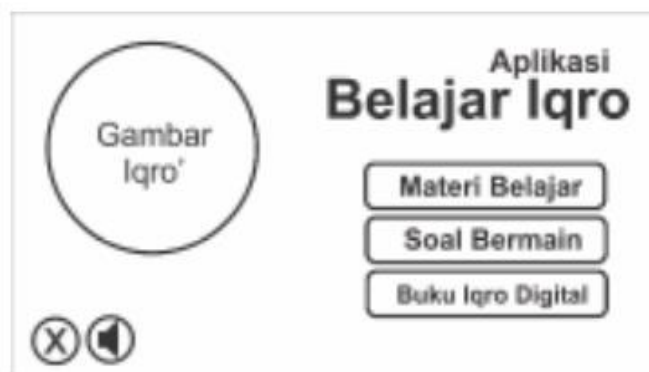 Gambar
Iqro'
Aplikasi
Belajar Iqro
Materi Belajar
Soal Bermain
Buku Iqro Digital
X